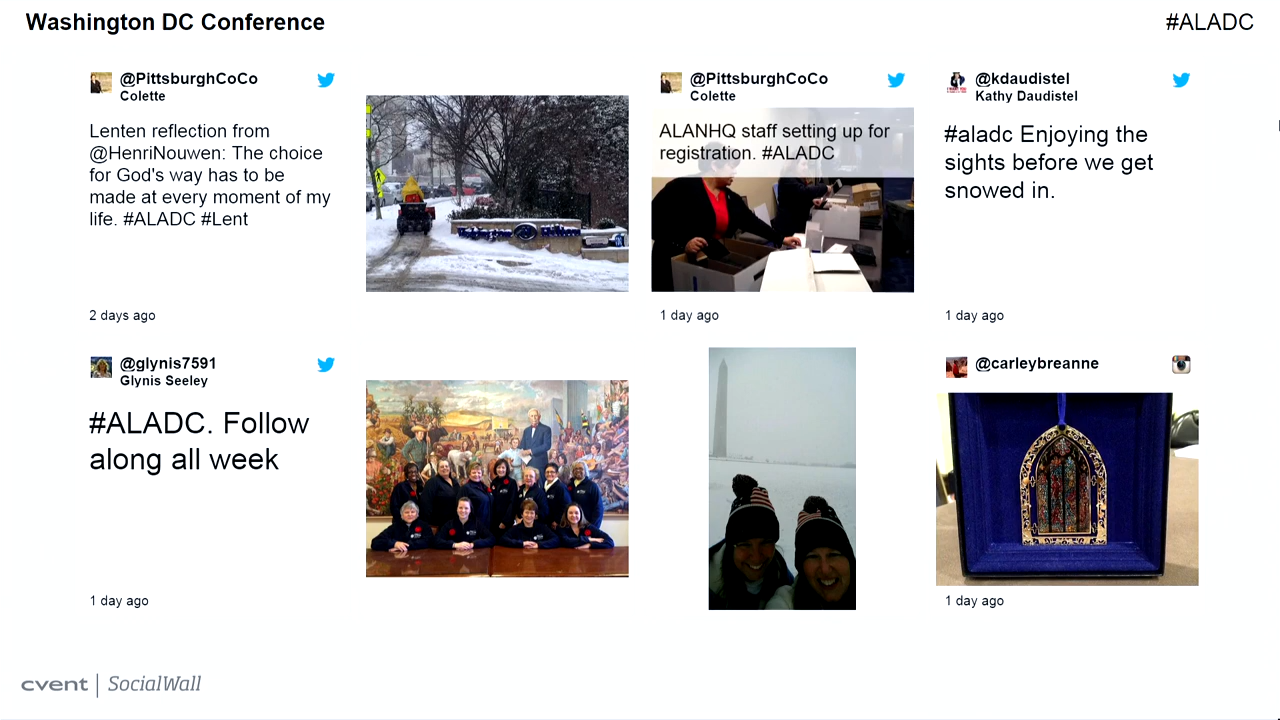 Washington DC Conference
#ALADC
@PittsburghCoCo
Colette
Lenten reflection from
@HenriNouwen: The choice
for God's way has to be
made at every moment of my
life. #ALADC #Lent
2 days ago
@PittsburghCoCo
Colette
ALANHQ staff setting up for
registration. #ALADC
1 day ago
@kdaudistel
Kathy Daudistel
#aladc Enjoying the
sights before we get
snowed in.
1 day ago
@glynis7591
Glynis Seeley
#ALADC. Follow
along all week
1 day ago
@carleybreanne
1 day ago
cvent | SocialWall